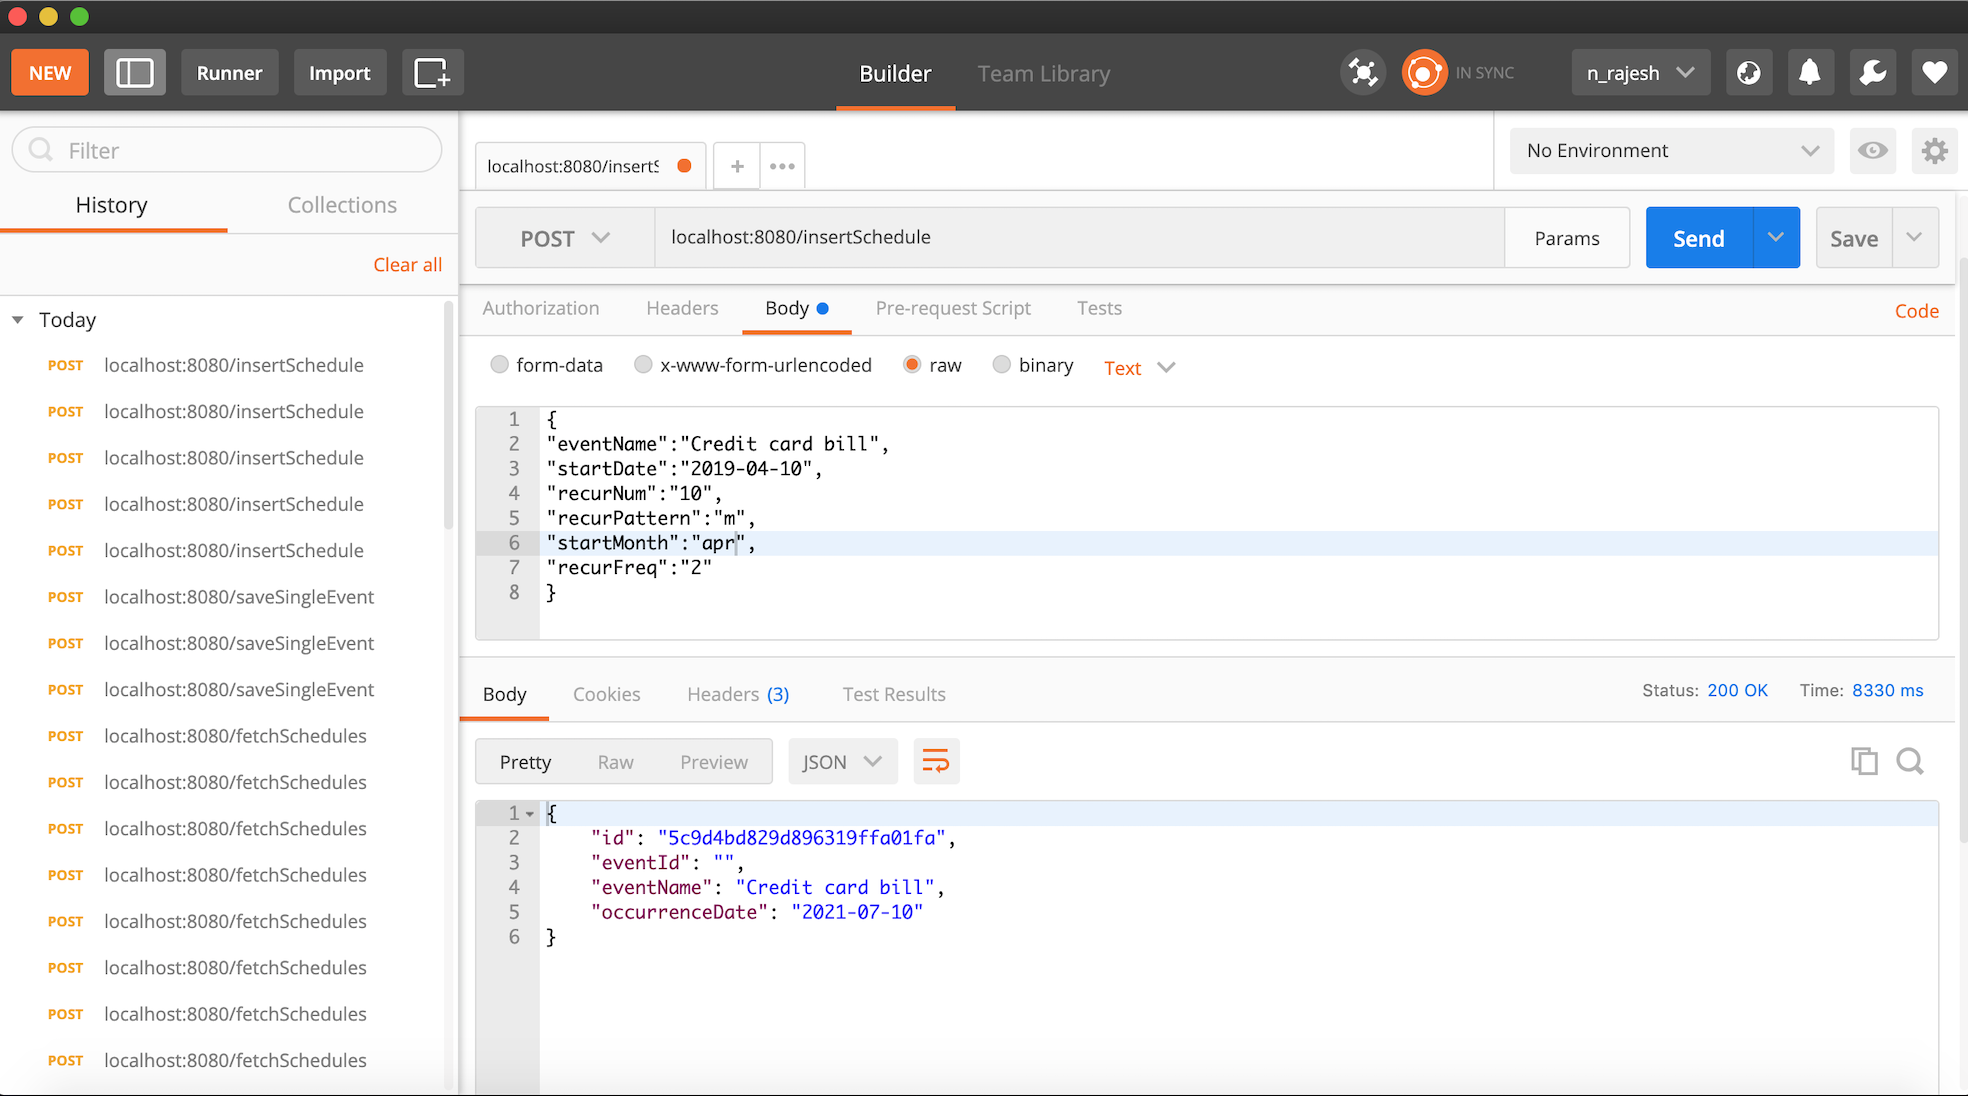 NEW
Runner
Import
Builder
Team Library
IN SYNC
n_rajesh
Filter
History
Collections
Clear all
Today
POST localhost:8080/insertSchedule
POST localhost:8080/insertSchedule
POST localhost:8080/insertSchedule
POST localhost:8080/insertSchedule
POST localhost:8080/insertSchedule
POST localhost:8080/saveSingleEvent
POST localhost:8080/saveSingleEvent
POST localhost:8080/saveSingleEvent
POST localhost:8080/fetchSchedules
POST localhost:8080/fetchSchedules
POST localhost:8080/fetchSchedules
POST localhost:8080/fetchSchedules
POST localhost:8080/fetchSchedules
POST localhost:8080/fetchSchedules
POST localhost:8080/fetchSchedules
POST localhost:8080/fetchSchedules
localhost:8080/insertS
+
No Environment
POST
localhost:8080/insertSchedule
Params
Send
Save
Authorization
Headers
Body
Pre-request Script
Tests
Code
form-data
x-www-form-urlencoded
raw
binary
Text
1 {
2 "eventName":"Credit card bill",
3 "startDate":"2019-04-10",
4 "recurNum":"10",
5 "recurPattern":"m",
6 "startMonth":"apr",
7 "recurFreq":"2"
8 }
Body
Cookies
Headers (3)
Test Results
Status: 200 OK
Time: 8330 ms
Pretty
Raw
Preview
JSON
1 {
2 "id": "5c9d4bd829d896319ffa01fa",
3 "eventId": "",
4 "eventName": "Credit card bill",
5 "occurrenceDate": "2021-07-10"
6 }